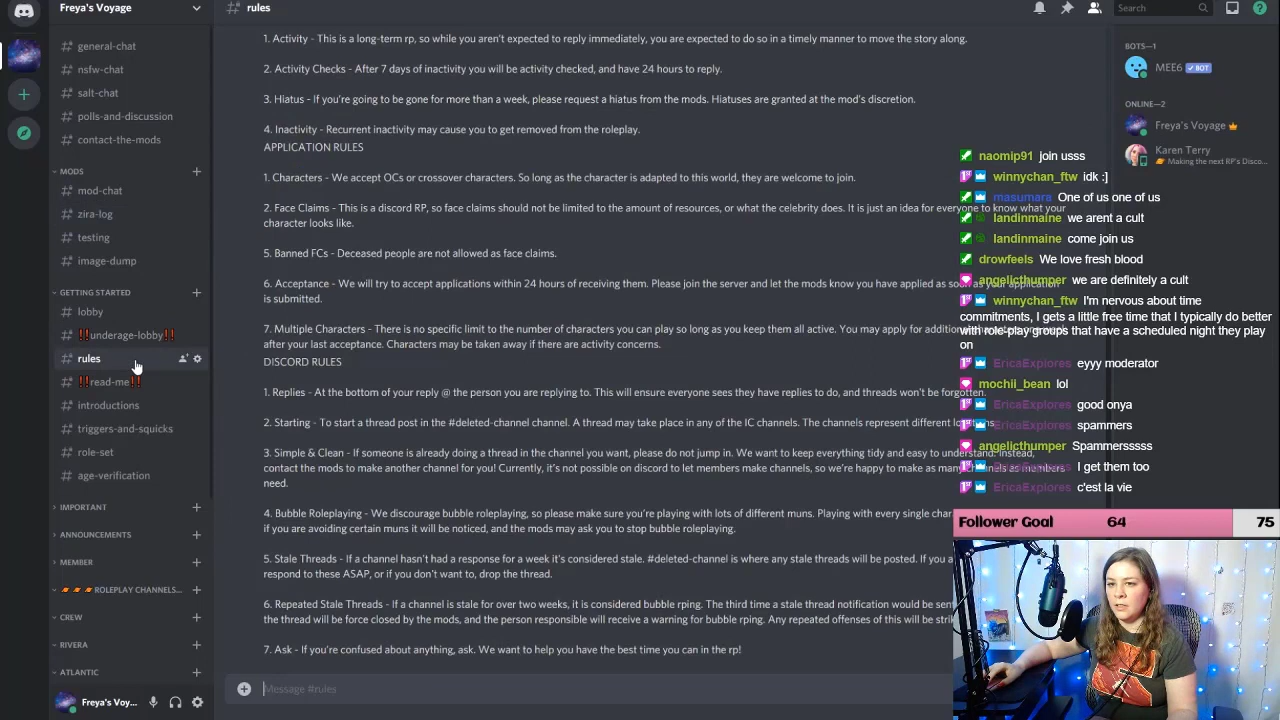 Freya's Voyage
general-chat
nsfw-chat
salt-chat
polls-and-discussion
contact-the-mods
MODS
mod-chat
zira-log
testing
image-dump
GETTING STARTED
lobby
‼underage-lobby‼
rules
‼read-me‼
introductions
triggers-and-squicks
role-set
age-verification
IMPORTANT
ANNOUNCEMENTS
MEMBER
ROLEPLAY CHANNELS...
CREW
RIVERA
ATLANTIC
Freya's Voy...
# rules
Search
1. Activity - This is a long-term rp, so while you aren't expected to reply immediately, you are expected to do so in a timely manner to move the story along.
2. Activity Checks - After 7 days of inactivity you will be activity checked, and have 24 hours to reply.
3. Hiatus - If you're going to be gone for more than a week, please request a hiatus from the mods. Hiatuses are granted at the mod's discretion.
4. Inactivity - Recurrent inactivity may cause you to get removed from the roleplay.
APPLICATION RULES
1. Characters - We accept OCs or crossover characters. So long as the character is adapted to this world, they are welcome to join.
2. Face Claims - This is a discord RP, so face claims should not be limited to the amount of resources, or what the celebrity does. It is just an idea for everyone to know what your
character looks like.
5. Banned FCs - Deceased people are not allowed as face claims.
6. Acceptance - We will try to accept applications within 24 hours of receiving them. Please join the server and let the mods know you have applied as soon as your application
is submitted.
7. Multiple Characters - There is no specific limit to the number of characters you can play so long as you keep them all active. You may apply for
after your last acceptance. Characters may be taken away if there are activity concerns.
DISCORD RULES
1. Replies - At the bottom of your reply @ the person you are replying to. This will ensure everyone sees they have replies to do, and threads won't be forgotten.
2. Starting - To start a thread post in the #deleted-channel channel. A thread may take place in any of the IC channels. The channels represent different
3. Simple & Clean - If someone is already doing a thread in the channel you want, please do not jump in. We want to keep everything tidy and easy to understand. Instead,
contact the mods to make another channel for you! Currently, it's not possible on discord to let members make channels, so we're happy to make as many channels as members
need.
4. Bubble Roleplaying - We discourage bubble roleplaying, so please make sure you're playing with lots of different muns. Playing with every single
if you are avoiding certain muns it will be noticed, and the mods may ask you to stop bubble roleplaying.
5. Stale Threads - If a channel hasn't had a response for a week it's considered stale. #deleted-channel is where any stale threads will be posted. If you
respond to these ASAP, or if you don't want to, drop the thread.
6. Repeated Stale Threads - If a channel is stale for over two weeks, it is considered bubble rping. The third time a stale thread notification would be
the thread will be force closed by the mods, and the person responsible will receive a warning for bubble rping. Any repeated offenses of this will be
7. Ask - If you're confused about anything, ask. We want to help you have the best time you can in the rp!
Message #rules
BOTS—1
MEE6 BOT
ONLINE—2
Freya's Voyage
Karen Terry
Making the next RP's Disco...
naomip91 join usss
winnychan_ftw idk :]
masumara One of us one of us
landinmaine we arent a cult
landinmaine come join us
drowfeels We love fresh blood
angelicthumper we are definitely a cult
winnychan_ftw I'm nervous about time
commitments, I gets a little free time that I typically do better
with role play groups that have a scheduled night they play
on
EricaExplores eyyy moderator
mochii_bean lol
EricaExplores good onya
EricaExplores spammers
angelicthumper Spammersssss
EricaExplores I get them too
EricaExplores c'est la vie
Follower Goal 64 75